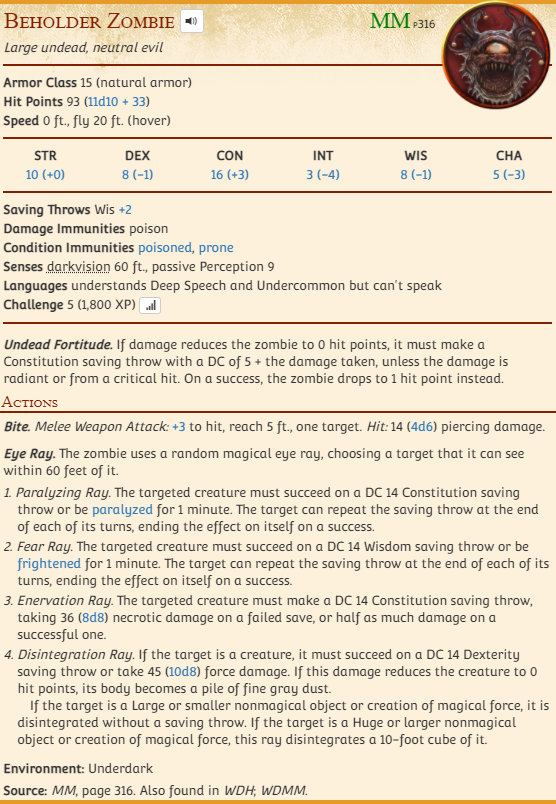 Beholder Zombie MM P316
Large undead, neutral evil
Armor Class 15 (natural armor)
Hit Points 93 (11d10 + 33)
Speed 0 ft., fly 20 ft. (hover)
STR DEX CON INT WIS CHA
10 (+0) 8 (−1) 16 (+3) 3 (−4) 8 (−1) 5 (−3)
Saving Throws Wis +2
Damage Immunities poison
Condition Immunities poisoned, prone
Senses darkvision 60 ft., passive Perception 9
Languages understands Deep Speech and Undercommon but can't speak
Challenge 5 (1,800 XP)
Undead Fortitude. If damage reduces the zombie to 0 hit points, it must make a
Constitution saving throw with a DC of 5 + the damage taken, unless the damage is
radiant or from a critical hit. On a success, the zombie drops to 1 hit point instead.
Actions
Bite. Melee Weapon Attack: +3 to hit, reach 5 ft., one target. Hit: 14 (4d6) piercing damage.
Eye Ray. The zombie uses a random magical eye ray, choosing a target that it can see
within 60 feet of it.
1. Paralyzing Ray. The targeted creature must succeed on a DC 14 Constitution saving
throw or be paralyzed for 1 minute. The target can repeat the saving throw at the end
of each of its turns, ending the effect on itself on a success.
2. Fear Ray. The targeted creature must succeed on a DC 14 Wisdom saving throw or be
frightened for 1 minute. The target can repeat the saving throw at the end of each of its
turns, ending the effect on itself on a success.
3. Enervation Ray. The targeted creature must make a DC 14 Constitution saving throw,
taking 36 (8d8) necrotic damage on a failed save, or half as much damage on a
successful one.
4. Disintegration Ray. If the target is a creature, it must succeed on a DC 14 Dexterity
saving throw or take 45 (10d8) force damage. If this damage reduces the creature to 0
hit points, its body becomes a pile of fine gray dust.
If the target is a Large or smaller nonmagical object or creation of magical force, it is
disintegrated without a saving throw. If the target is a Huge or larger nonmagical
object or creation of magical force, this ray disintegrates a 10-foot cube of it.
Environment: Underdark
Source: MM, page 316. Also found in WDH; WDMM.